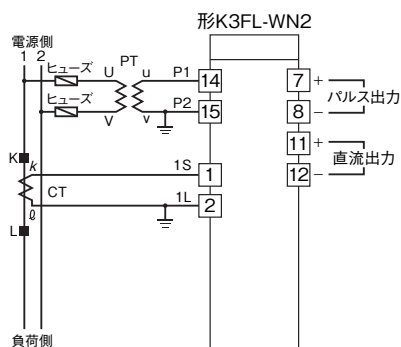 形K3FL-WN2
電源側
1 2
ヒューズ
PT
U
u
P1
14
7
+
パルス出力
ヒューズ
V
v
P2
15
8
−
11
+
直流出力
K
k
1S
1
12
−
CT
1L
2
ℓ
L
負荷側